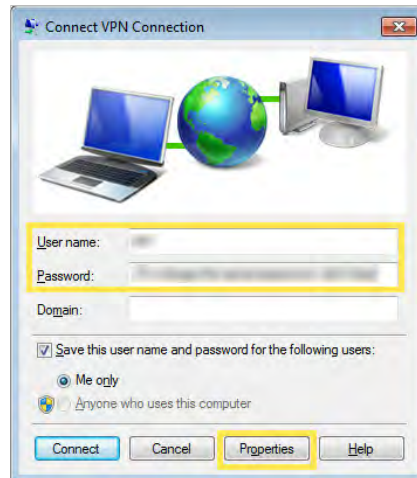 Connect VPN Connection
User name:
Password:
Domain:
Save this user name and password for the following users:
Me only
Anyone who uses this computer
Connect Cancel Properties Help